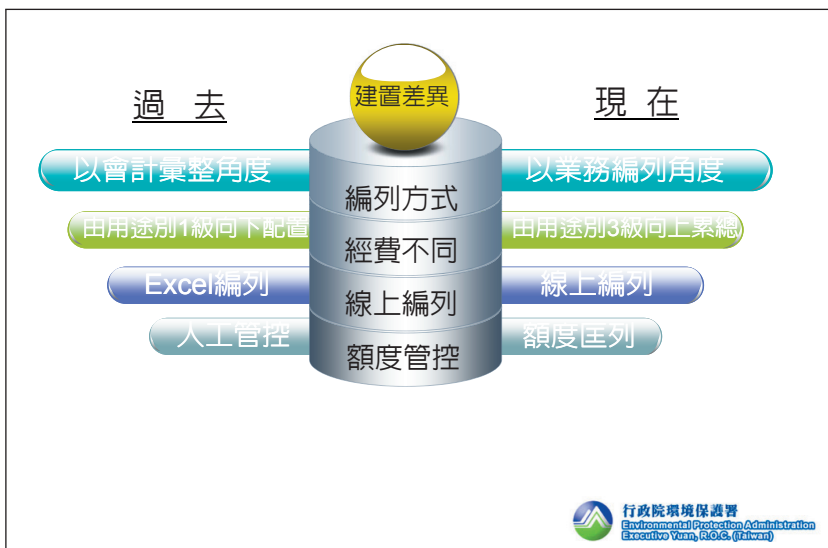 建置差異
過 去
現 在
以會計彙整角度
編列方式
以業務編列角度
由用途別1級向下配置
經費不同
由用途別3級向上累總
Excel編列
線上編列
線上編列
人工管控
額度管控
額度匡列
行政院環境保護署
Environmental Protection Administration
Executive Yuan, R.O.C. (Taiwan)